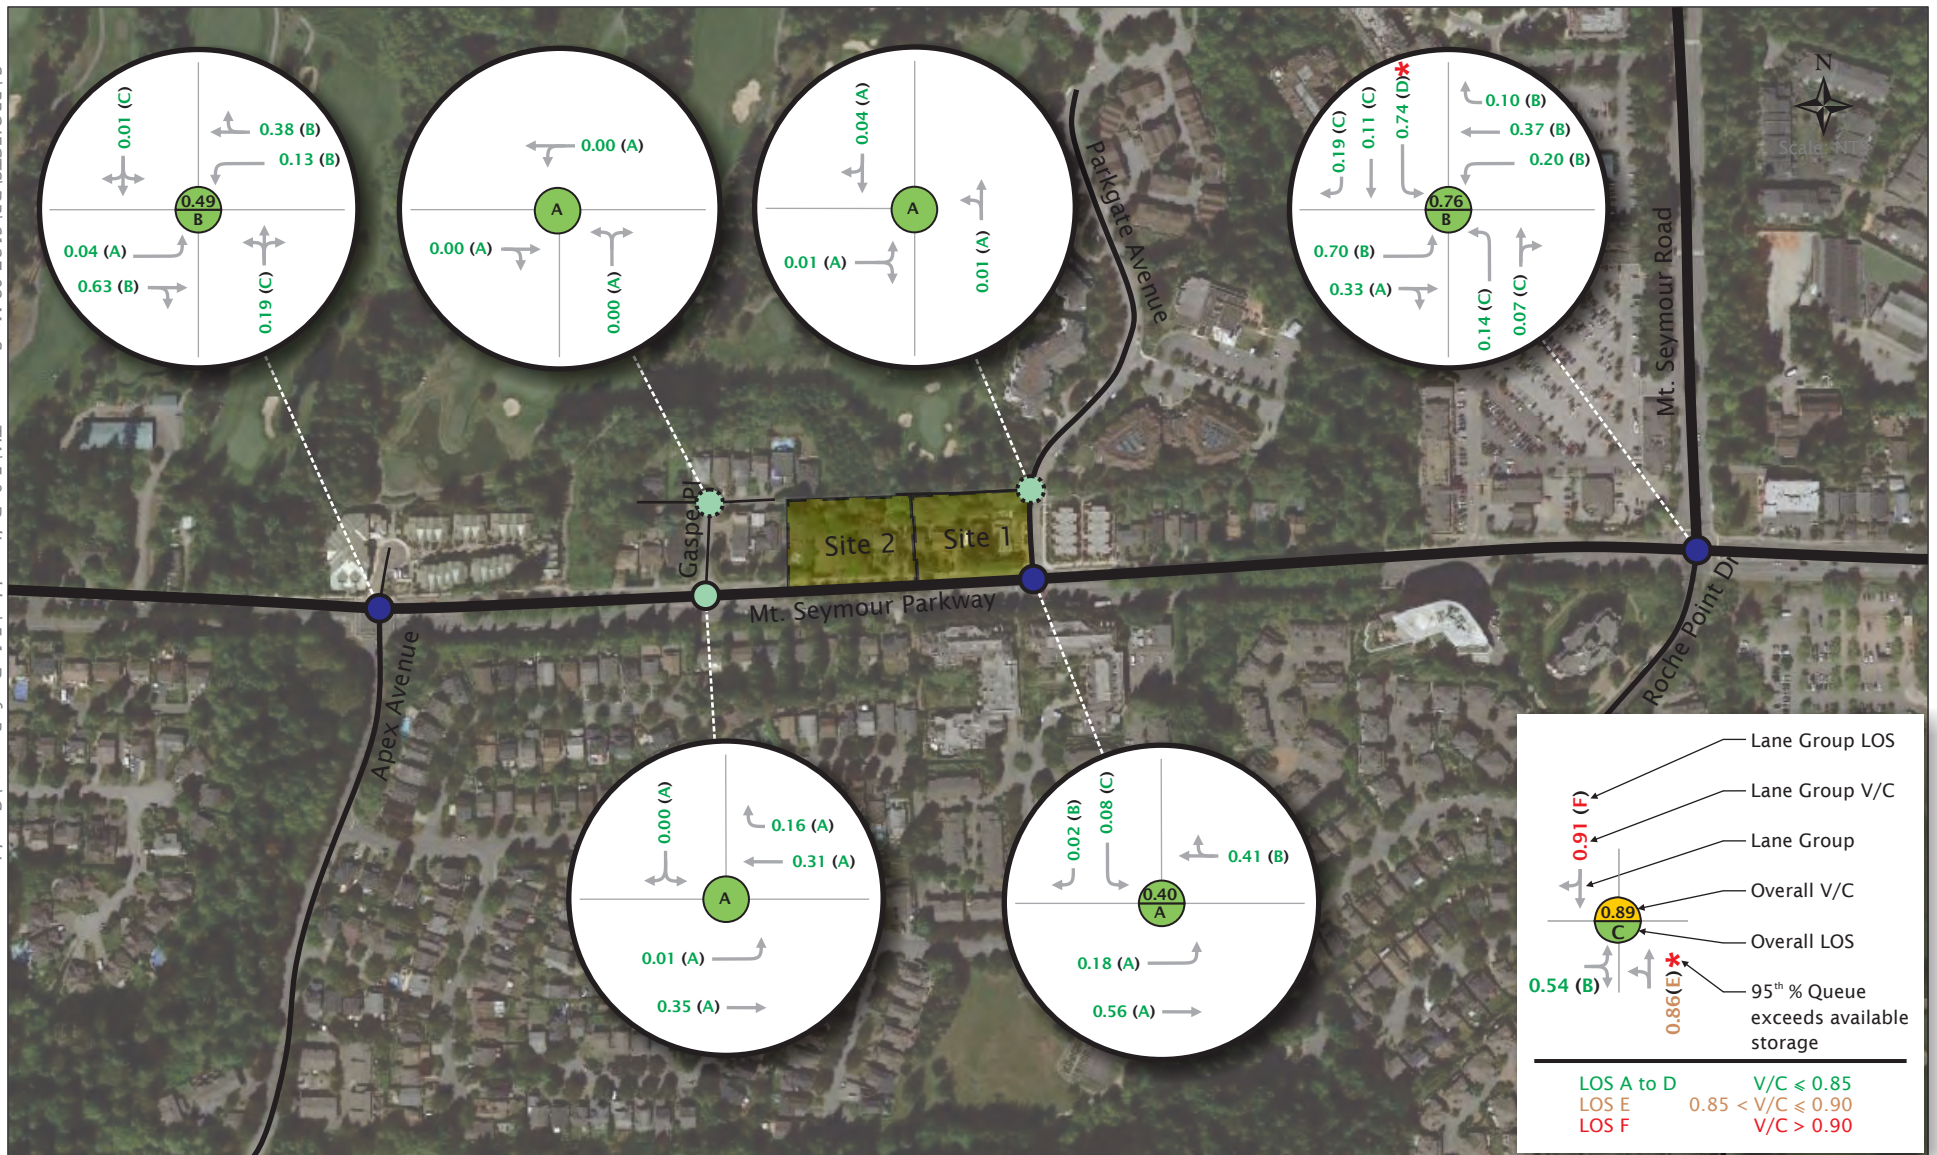 0.01 (C)
0.38 (B)
0.13 (B)
0.49
B
0.04 (A)
0.63 (B)
0.19 (C)
0.00 (A)
A
0.00 (A)
0.00 (A)
0.04 (A)
A
0.01 (A)
0.01 (A)
0.19 (C)
0.11 (C)
0.74 (D)*
0.10 (B)
0.37 (B)
0.20 (B)
0.76
B
0.70 (B)
0.33 (A)
0.14 (C)
0.07 (C)
N
Scale: NTS
Parkgate Avenue
Mt. Seymour Road
Gaspe Pl
Site 2
Site 1
Mt. Seymour Parkway
Apex Avenue
Roche Point Dr
0.00 (A)
0.16 (A)
0.31 (A)
A
0.01 (A)
0.35 (A)
0.02 (B)
0.08 (C)
0.41 (B)
0.40
A
0.18 (A)
0.56 (A)
Lane Group LOS
Lane Group V/C
Lane Group
Overall V/C
Overall LOS
95th % Queue
exceeds available
storage
0.91 (F)
0.89
C
0.54 (B)
0.86(E)*
LOS A to D V/C ⩽ 0.85
LOS E 0.85 < V/C ⩽ 0.90
LOS F V/C > 0.90